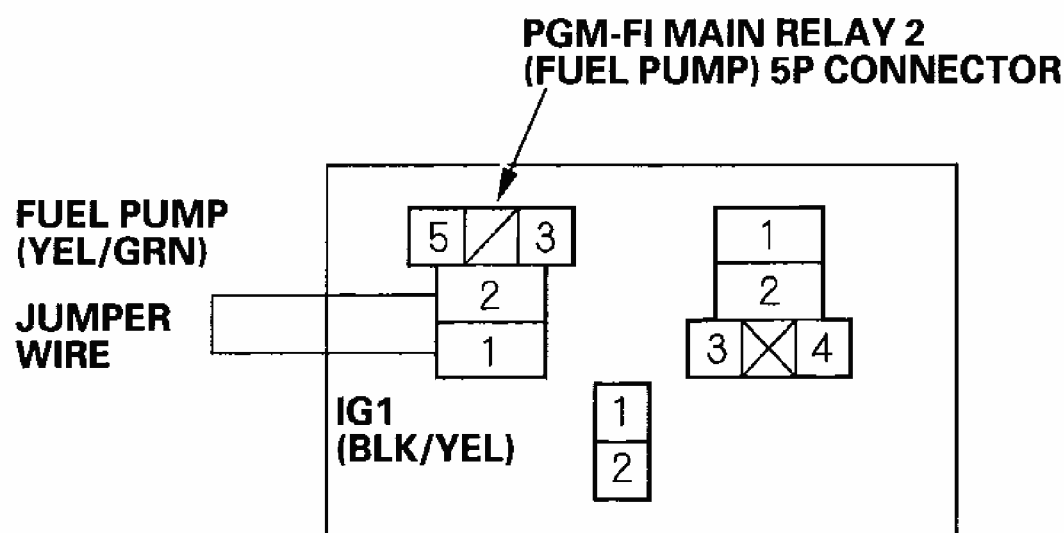 PGM-FI MAIN RELAY 2
(FUEL PUMP) 5P CONNECTOR
FUEL PUMP
(YEL/GRN)
JUMPER
WIRE
5 3
2
1
IG1
(BLK/YEL)
1
2
3 4
1
2